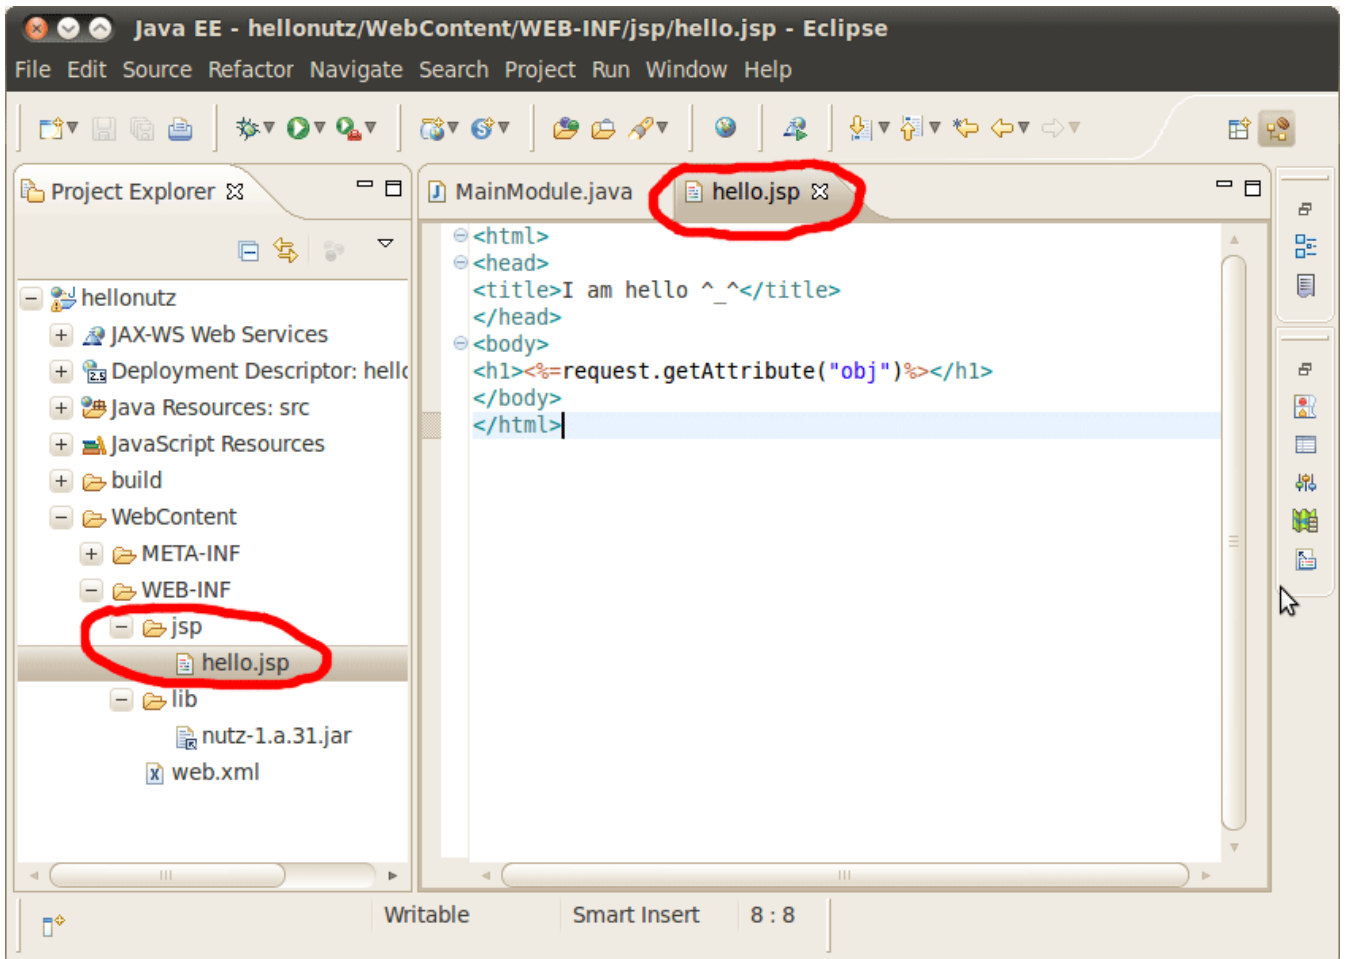 Java EE - hellonutz/WebContent/WEB-INF/jsp/hello.jsp - Eclipse
File Edit Source Refactor Navigate Search Project Run Window Help
Project Explorer
MainModule.java
hello.jsp
hellonutz
JAX-WS Web Services
Deployment Descriptor: hello
Java Resources: src
JavaScript Resources
build
WebContent
META-INF
WEB-INF
jsp
hello.jsp
lib
nutz-1.a.31.jar
web.xml
<html>
<head>
<title>I am hello ^_^</title>
</head>
<body>
<h1><%=request.getAttribute("obj")%></h1>
</body>
</html>
Writable
Smart Insert
8 : 8